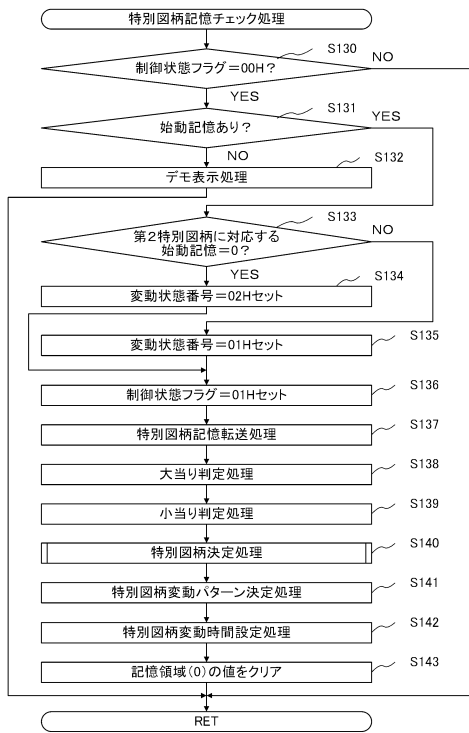 特別図柄記憶チェック処理
S130
制御状態フラグ=00H?
NO
YES
S131
始動記憶あり?
YES
NO
S132
デモ表示処理
S133
第2特別図柄に対応する
始動記憶=0?
NO
YES
S134
変動状態番号=02Hセット
S135
変動状態番号=01Hセット
S136
制御状態フラグ=01Hセット
S137
特別図柄記憶転送処理
S138
大当り判定処理
S139
小当り判定処理
S140
特別図柄決定処理
S141
特別図柄変動パターン決定処理
S142
特別図柄変動時間設定処理
S143
記憶領域(0)の値をクリア
RET